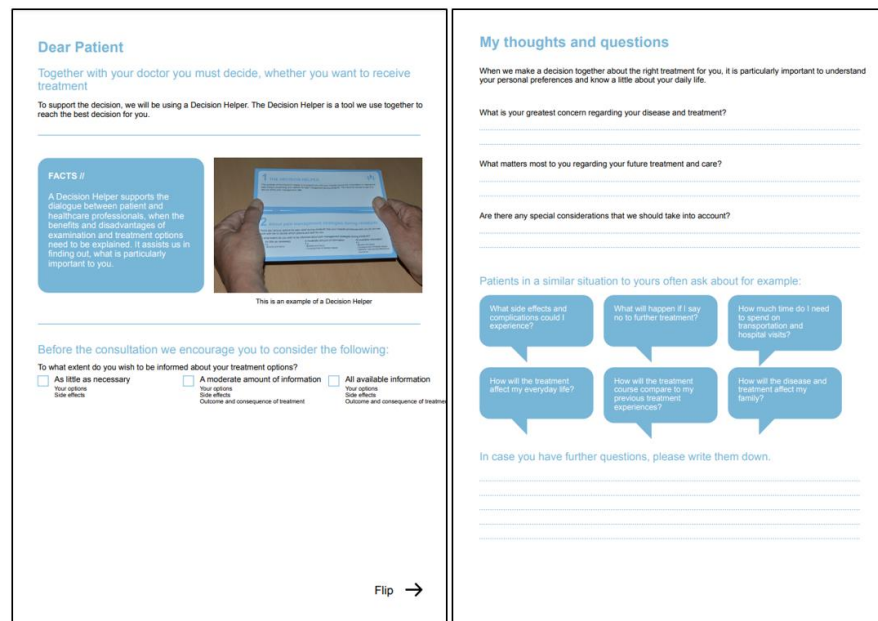 Dear Patient
Together with your doctor you must decide, whether you want to receive
treatment
To support the decision, we will be using a Decision Helper. The Decision Helper is a tool we use together to
reach the best decision for you.
FACTS //
A Decision Helper supports the
dialogue between patient and
healthcare professionals, when the
benefits and disadvantages of
examination and treatment options
need to be explained. it assists us in
finding out, what is particularly
important to you.
1
2
This is an example of a Decision Helper
Before the consultation we encourage you to consider the following:
To what extent do you wish to be informed about your treatment options?
As little as necessary
Your options
Side effects
A moderate amount of information
Your options
Side effects
Outcome and consequence of treatment
All available information
Your options
Side effects
Outcome and consequence of treatmen
Flip →
My thoughts and questions
When we make a decision together about the right treatment for you, it is particularly important to understand
your personal preferences and know a little about your daily life.
What is your greatest concern regarding your disease and treatment?
What matters most to you regarding your future treatment and care?
Are there any special considerations that we should take into account?
Patients in a similar situation to yours often ask about for example:
What side effects and
complications could I
experience?
What will happen if I say
no to further treatment?
How much time do I need
to spend on
transportation and
hospital visits?
How will the treatment
affect my everyday life?
How will the treatment
course compare to my
previous treatment
experiences?
How will the disease and
treatment affect my
family?
In case you have further questions, please write them down.